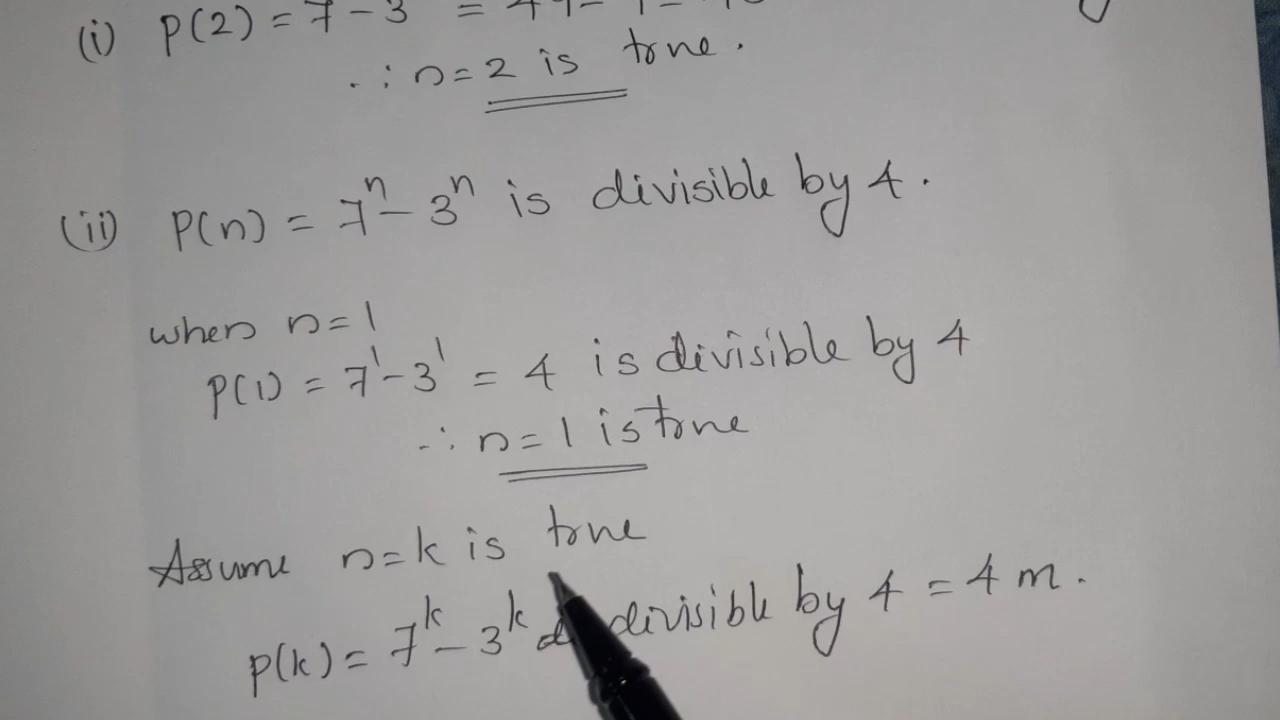 (i) P(2) = 7 - 3 = 49 -
∴ n=2 is true.
(ii) P(n) = 7ⁿ - 3ⁿ is divisible by 4.
when n=1
P(1) = 7¹ - 3¹ = 4 is divisible by 4
∴ n=1 is true
Assume n=k is true
P(k) = 7ᵏ - 3ᵏ divisible by 4 = 4m.